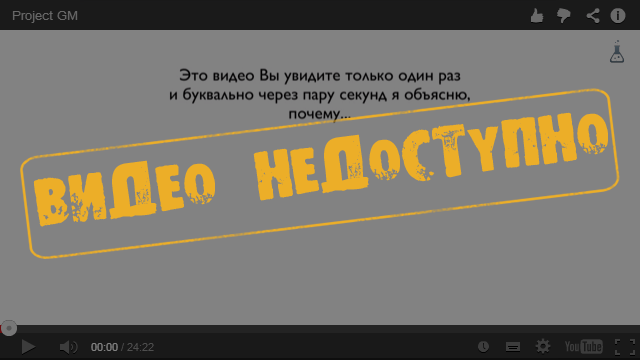 Project GM
Это видео Вы увидите только один раз
и буквально через пару секунд я объясню,
почему...
ВИДЕО НЕДОСТУПНО
00:00 / 24:22
YouTube